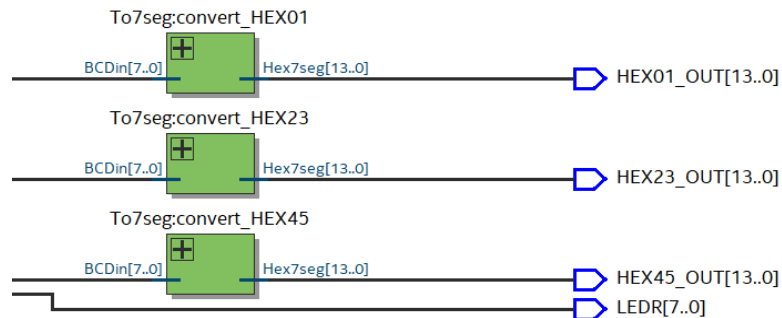 To7seg:convert_HEX01
BCDin[7..0] Hex7seg[13..0] HEX01_OUT[13..0]
To7seg:convert_HEX23
BCDin[7..0] Hex7seg[13..0] HEX23_OUT[13..0]
To7seg:convert_HEX45
BCDin[7..0] Hex7seg[13..0] HEX45_OUT[13..0]
LEDR[7..0]